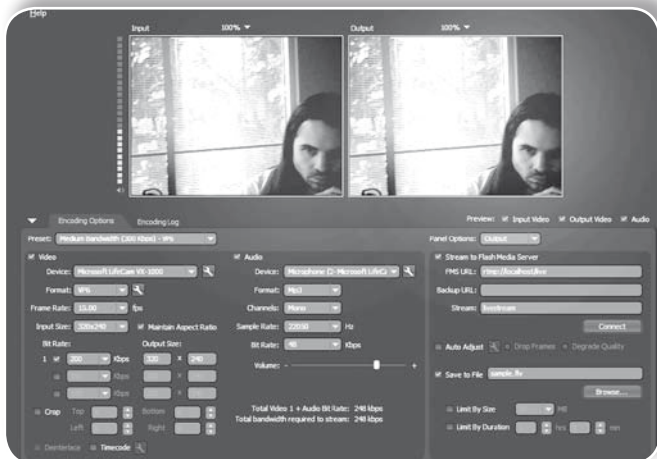 Help
Input 100% Output 100%
Encoding Options Encoding Log Preview: Input Video Output Video Audio
Preset: Medium Bandwidth (200 Kbps) - VP6 Panel Options: Output
Video Audio Stream to Flash Media Server
Device: Microsoft LifeCam VX-1000 Device: Microphone (2- Microsoft LifeC FMS URL: rtmp://localhost/live
Format: VP6 Format: Mp3 Backup URL:
Frame Rate: 15.00 fps Channels: Mono Stream: livestream
Input Size: 320x240 Maintain Aspect Ratio Sample Rate: 22050 Hz Connect
Bit Rate: Output Size: Bit Rate: 48 Kbps Auto Adjust Drop Frames Degrade Quality
1 200 Kbps 320 x 240 Volume: - +
Kbps x Save to File sample.flv
Kbps x Browse...
Crop Top Bottom Total Video 1 + Audio Bit Rate: 248 kbps Limit By Size MB
Left Right Total bandwidth required to stream: 248 kbps Limit By Duration hrs min
Deinterlace Timecode